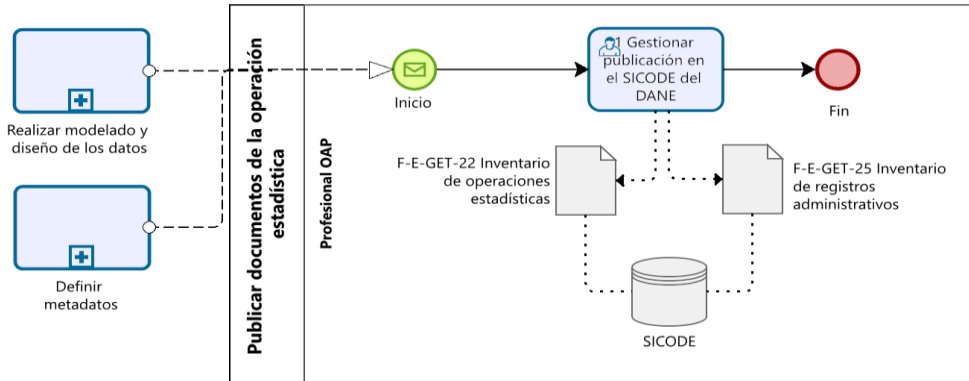 Realizar modelado y
diseño de los datos
Definir
metadatos
Publicar documentos de la operación
estadística
Profesional OAP
Inicio
1 Gestionar
publicación en
el SICODE del
DANE
Fin
F-E-GET-22 Inventario
de operaciones
estadísticas
F-E-GET-25 Inventario
de registros
administrativos
SICODE